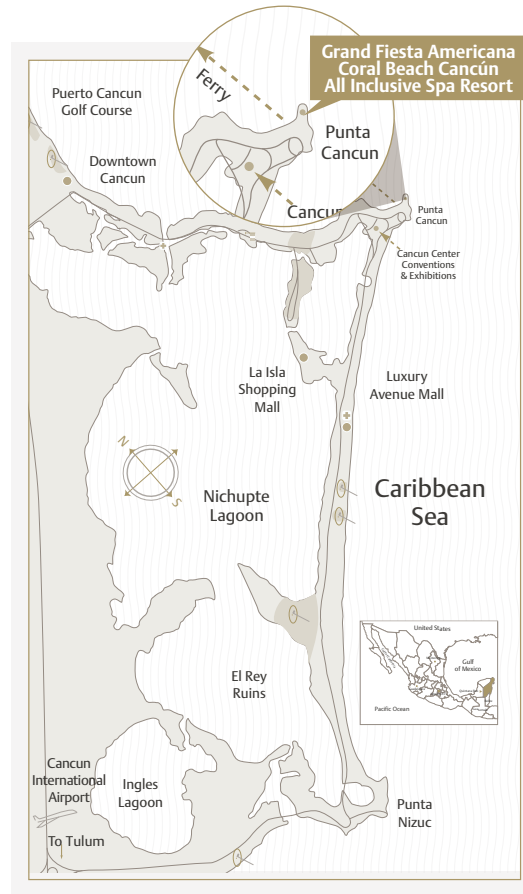 Grand Fiesta Americana
Coral Beach Cancún
All Inclusive Spa Resort
Ferry
Puerto Cancun
Golf Course
Punta
Cancun
Downtown
Cancun
Cancun
Punta
Cancun
Cancun Center
Conventions
& Exhibitions
La Isla
Shopping
Mall
Luxury
Avenue Mall
N
S
Nichupte
Lagoon
Caribbean
Sea
United States
Gulf
of Mexico
Pacific Ocean
El Rey
Ruins
Cancun
International
Airport
Ingles
Lagoon
Punta
Nizuc
To Tulum